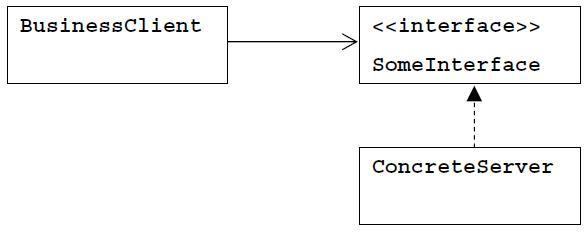 BusinessClient
<<interface>>
SomeInterface
ConcreteServer